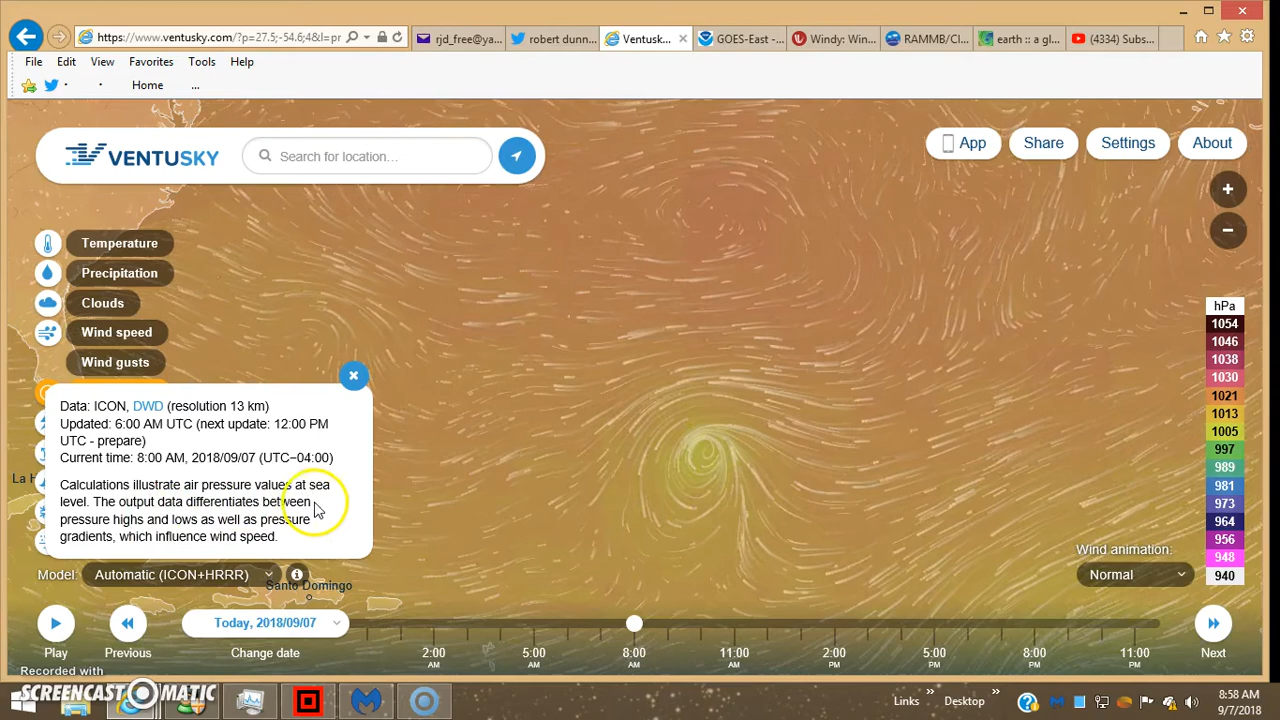 https://www.ventusky.com/?p=27.5;-54.6;4&l=pr
rjd_free@ya...
robert dunn...
Ventusk...
GOES-East -...
Windy: Win...
RAMMB/CI...
earth :: a gl...
(4334) Subs...
File Edit View Favorites Tools Help
Home ...
VENTUSKY
Search for location...
App
Share
Settings
About
+
−
Temperature
Precipitation
Clouds
Wind speed
Wind gusts
Data: ICON, DWD (resolution 13 km)
Updated: 6:00 AM UTC (next update: 12:00 PM
UTC - prepare)
Current time: 8:00 AM, 2018/09/07 (UTC−04:00)
Calculations illustrate air pressure values at sea
level. The output data differentiates between
pressure highs and lows as well as pressure
gradients, which influence wind speed.
La H
hPa
1054
1046
1038
1030
1021
1013
1005
997
989
981
973
964
956
948
940
Wind animation:
Normal
Model: Automatic (ICON+HRRR)
Santo Domingo
Today, 2018/09/07
Play
Previous
Change date
2:00 AM
5:00 AM
8:00 AM
11:00 AM
2:00 PM
5:00 PM
8:00 PM
11:00 PM
Next
Recorded with
SCREENCAST-O-MATIC
Links »
Desktop »
8:58 AM
9/7/2018